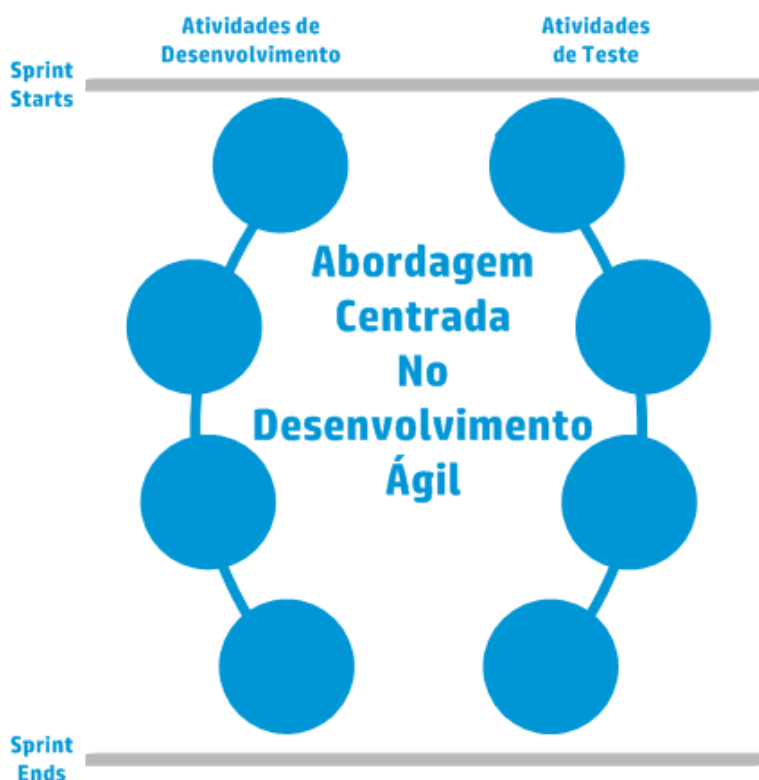 Atividades de
Desenvolvimento
Atividades
de Teste
Sprint
Starts
Abordagem
Centrada
No
Desenvolvimento
Ágil
Sprint
Ends